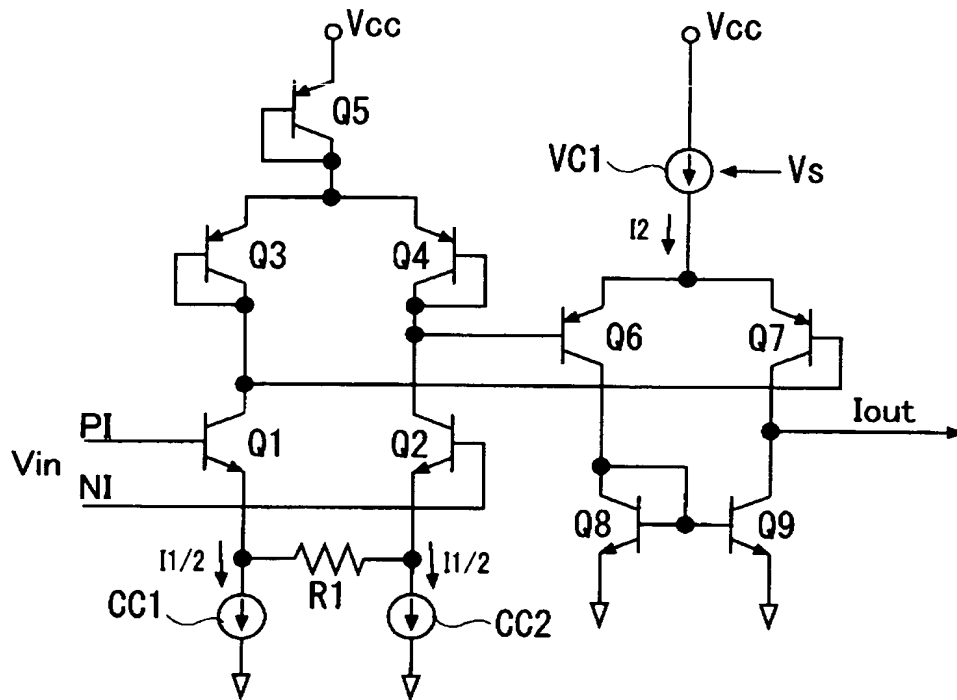 Vcc
Vcc
Q5
VC1
Vs
I2
Q3
Q4
Q6
Q7
PI
Q1
Q2
Iout
Vin
NI
Q8
Q9
I1/2
R1
I1/2
CC1
CC2